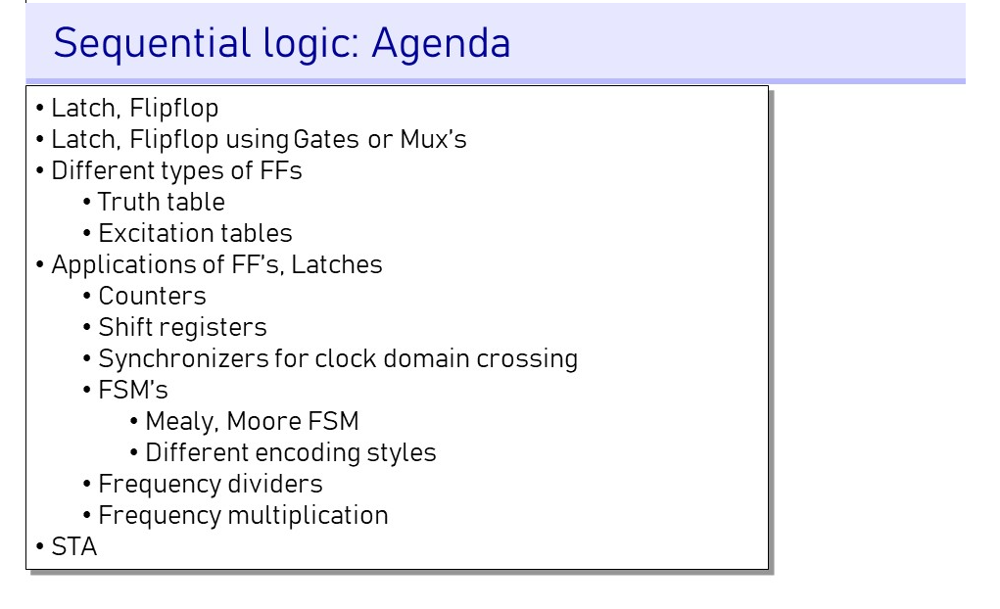 Sequential logic: Agenda
• Latch, Flipflop
• Latch, Flipflop using Gates or Mux's
• Different types of FFs
• Truth table
• Excitation tables
• Applications of FF's, Latches
• Counters
• Shift registers
• Synchronizers for clock domain crossing
• FSM's
• Mealy, Moore FSM
• Different encoding styles
• Frequency dividers
• Frequency multiplication
• STA